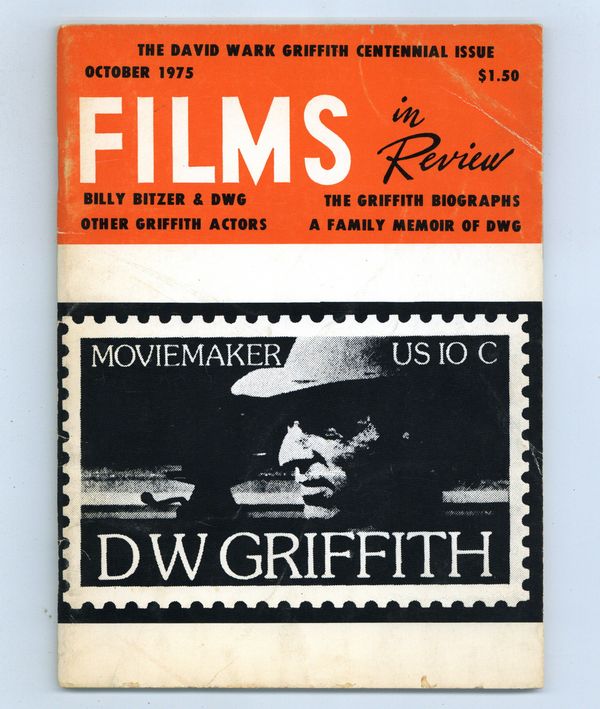 THE DAVID WARK GRIFFITH CENTENNIAL ISSUE
OCTOBER 1975 $1.50
FILMS in Review
BILLY BITZER & DWG THE GRIFFITH BIOGRAPHS
OTHER GRIFFITH ACTORS A FAMILY MEMOIR OF DWG
MOVIEMAKER US 10 C
D W GRIFFITH